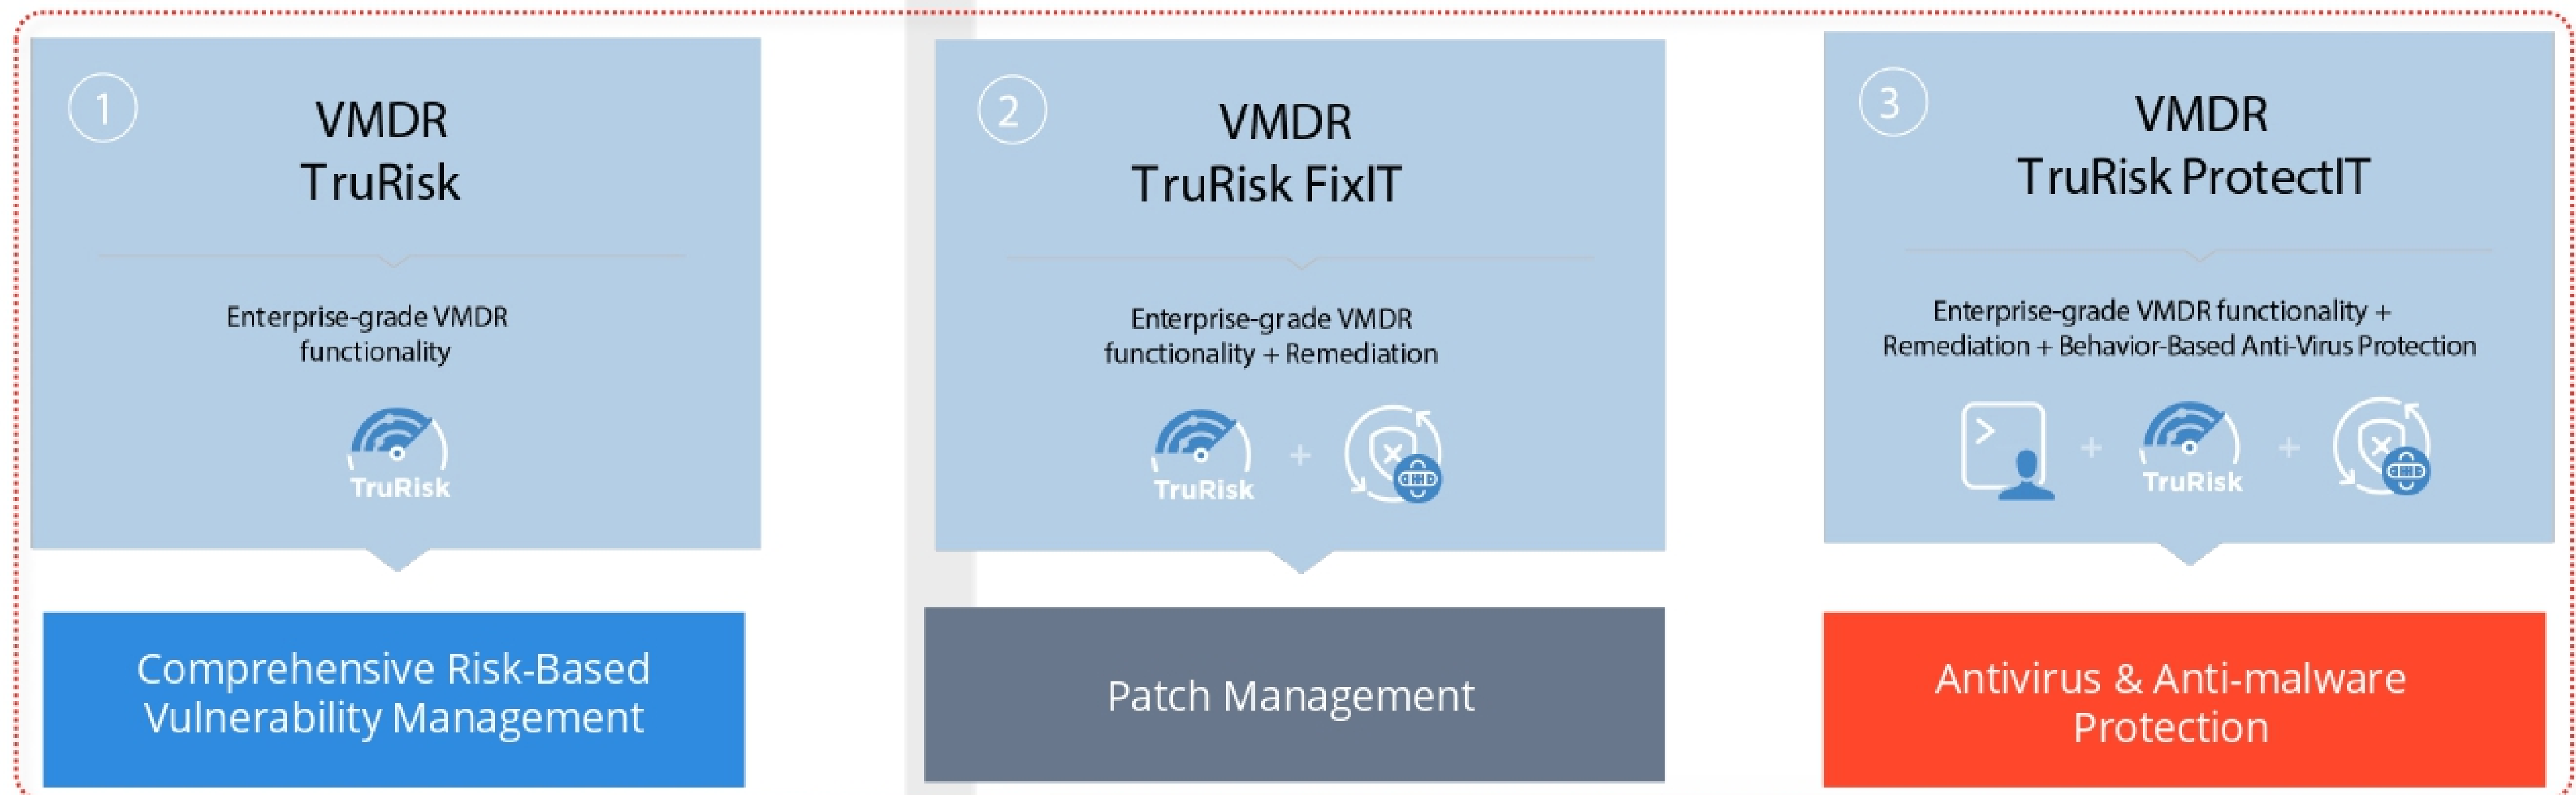 1
VMDR
TruRisk
Enterprise-grade VMDR
functionality
TruRisk
Comprehensive Risk-Based
Vulnerability Management
2
VMDR
TruRisk FixIT
Enterprise-grade VMDR
functionality + Remediation
TruRisk
+
Patch Management
3
VMDR
TruRisk ProtectIT
Enterprise-grade VMDR functionality +
Remediation + Behavior-Based Anti-Virus Protection
+ TruRisk +
Antivirus & Anti-malware
Protection